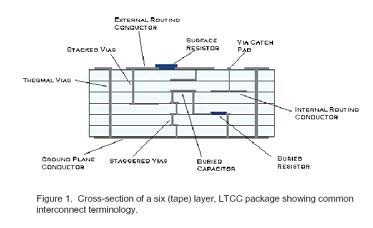 EXTERNAL ROUTING
CONDUCTOR
SURFACE
RESISTOR
VIA CATCH
PAD
STACKED VIAS
THERMAL VIAS
INTERNAL ROUTING
CONDUCTOR
GROUND PLANE
CONDUCTOR
STAGGERED VIAS
BURIED
CAPACITOR
BURIED
RESISTOR
Figure 1. Cross-section of a six (tape) layer, LTCC package showing common
interconnect terminology.